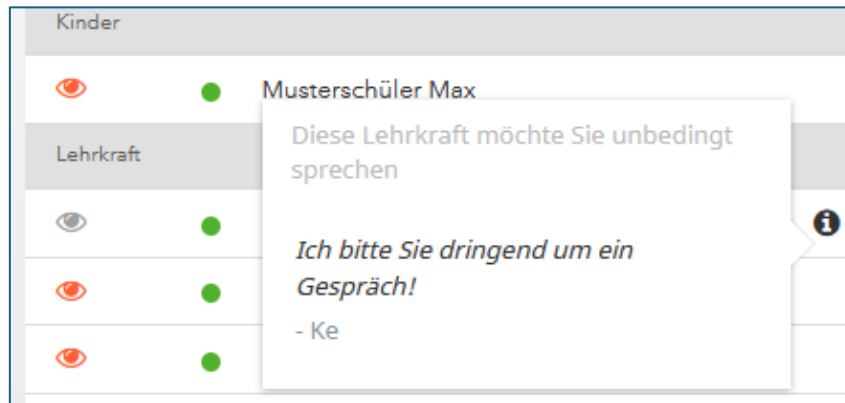 Kinder
Musterschüler Max
Diese Lehrkraft möchte Sie unbedingt
sprechen
Lehrkraft
Ich bitte Sie dringend um ein
Gespräch!
- Ke